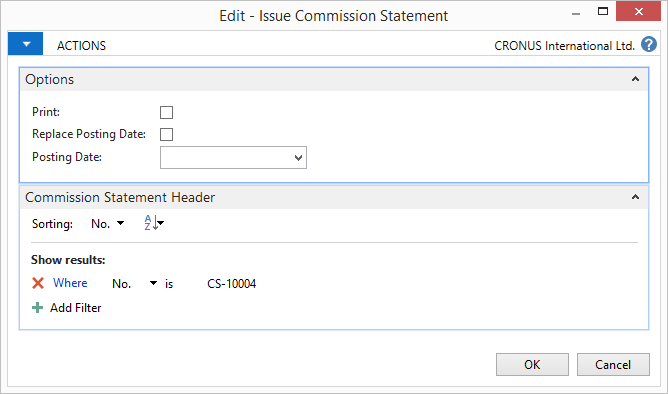 Edit - Issue Commission Statement
ACTIONS CRONUS International Ltd. ?
Options
Print:
Replace Posting Date:
Posting Date:
Commission Statement Header
Sorting: No. A Z
Show results:
Where No. is CS-10004
Add Filter
OK Cancel